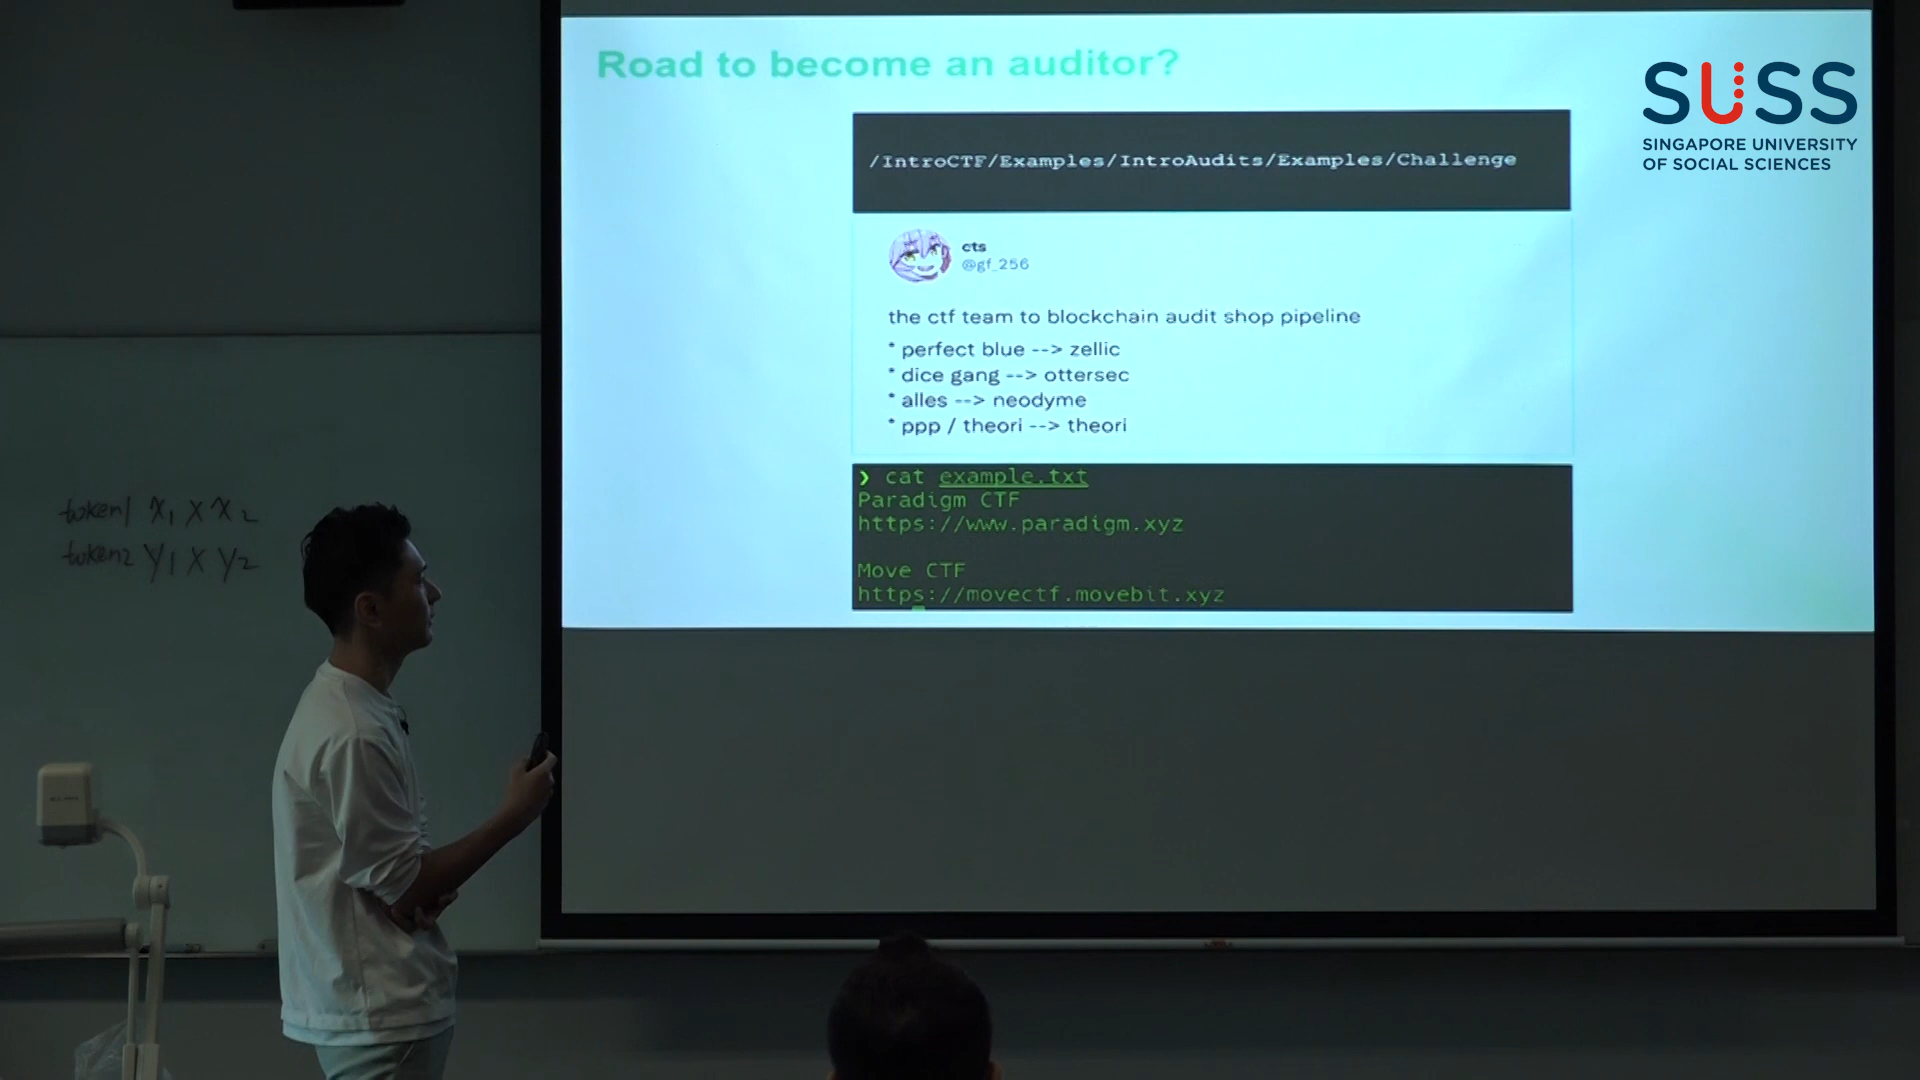 Road to become an auditor?
SUSS
SINGAPORE UNIVERSITY
OF SOCIAL SCIENCES
/IntroCTF/Examples/IntroAudits/Examples/Challenge
cts
@gf_256
the ctf team to blockchain audit shop pipeline
* perfect blue --> zellic
* dice gang --> ottersec
* alles --> neodyme
* ppp / theori --> theori
❯ cat example.txt
Paradigm CTF
https://www.paradigm.xyz
Move CTF
https://movectf.movebit.xyz
token1 X₁ X X₂
token2 Y₁ X Y₂